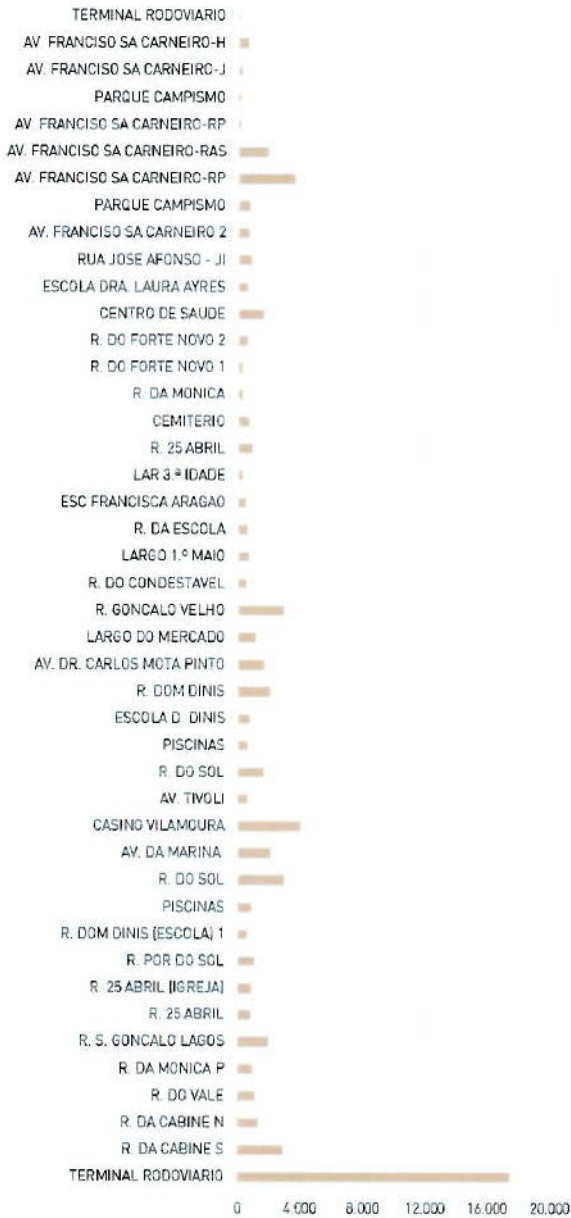 TERMINAL RODOVIARIO
AV FRANCISO SA CARNEIRO-H
AV. FRANCISO SA CARNEIRO-J
PARQUE CAMPISMO
AV FRANCISO SA CARNEIRO-RP
AV. FRANCISO SA CARNEIRO-RAS
AV. FRANCISO SA CARNEIRO-RP
PARQUE CAMPISMO
AV. FRANCISO SA CARNEIRO 2
RUA JOSE AFONSO - JI
ESCOLA DRA. LAURA AYRES
CENTRO DE SAUDE
R. DO FORTE NOVO 2
R. DO FORTE NOVO 1
R. DA MONICA
CEMITERIO
R. 25 ABRIL
LAR 3.ª IDADE
ESC FRANCISCA ARAGAO
R. DA ESCOLA
LARGO 1.º MAIO
R. DO CONDESTAVEL
R. GONCALO VELHO
LARGO DO MERCADO
AV. DR. CARLOS MOTA PINTO
R. DOM DINIS
ESCOLA D DINIS
PISCINAS
R. DO SOL
AV. TIVOLI
CASINO VILAMOURA
AV. DA MARINA
R. DO SOL
PISCINAS
R. DOM DINIS (ESCOLA) 1
R. POR DO SOL
R 25 ABRIL (IGREJA)
R. 25 ABRIL
R. S. GONCALO LAGOS
R. DA MONICA P
R. DO VALE
R. DA CABINE N
R. DA CABINE S
TERMINAL RODOVIARIO
0 4.000 8.000 12.000 16.000 20.000